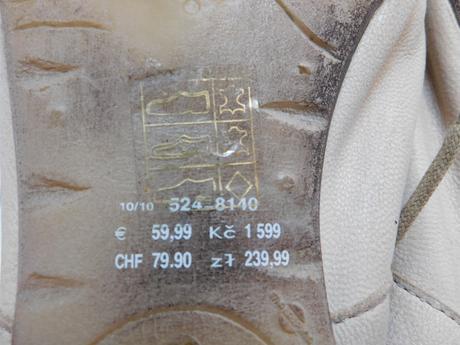 10/10 524-8140
€ 59,99 Kč 1 599
CHF 79.90 zł 239,99